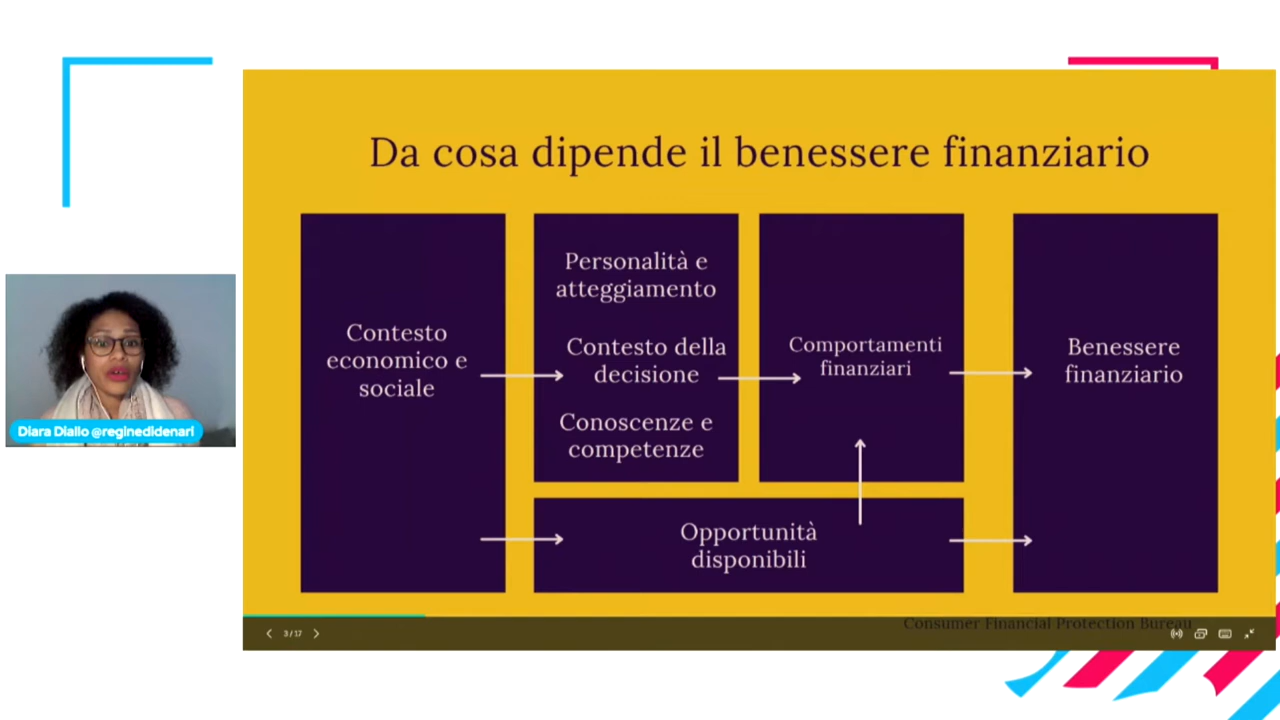 Da cosa dipende il benessere finanziario
Contesto
economico e
sociale
Personalità e
atteggiamento
Contesto della
decisione
Conoscenze e
competenze
Comportamenti
finanziari
Benessere
finanziario
Opportunità
disponibili
Consumer Financial Protection Bureau
3/17
Diara Diallo @reginedidenari